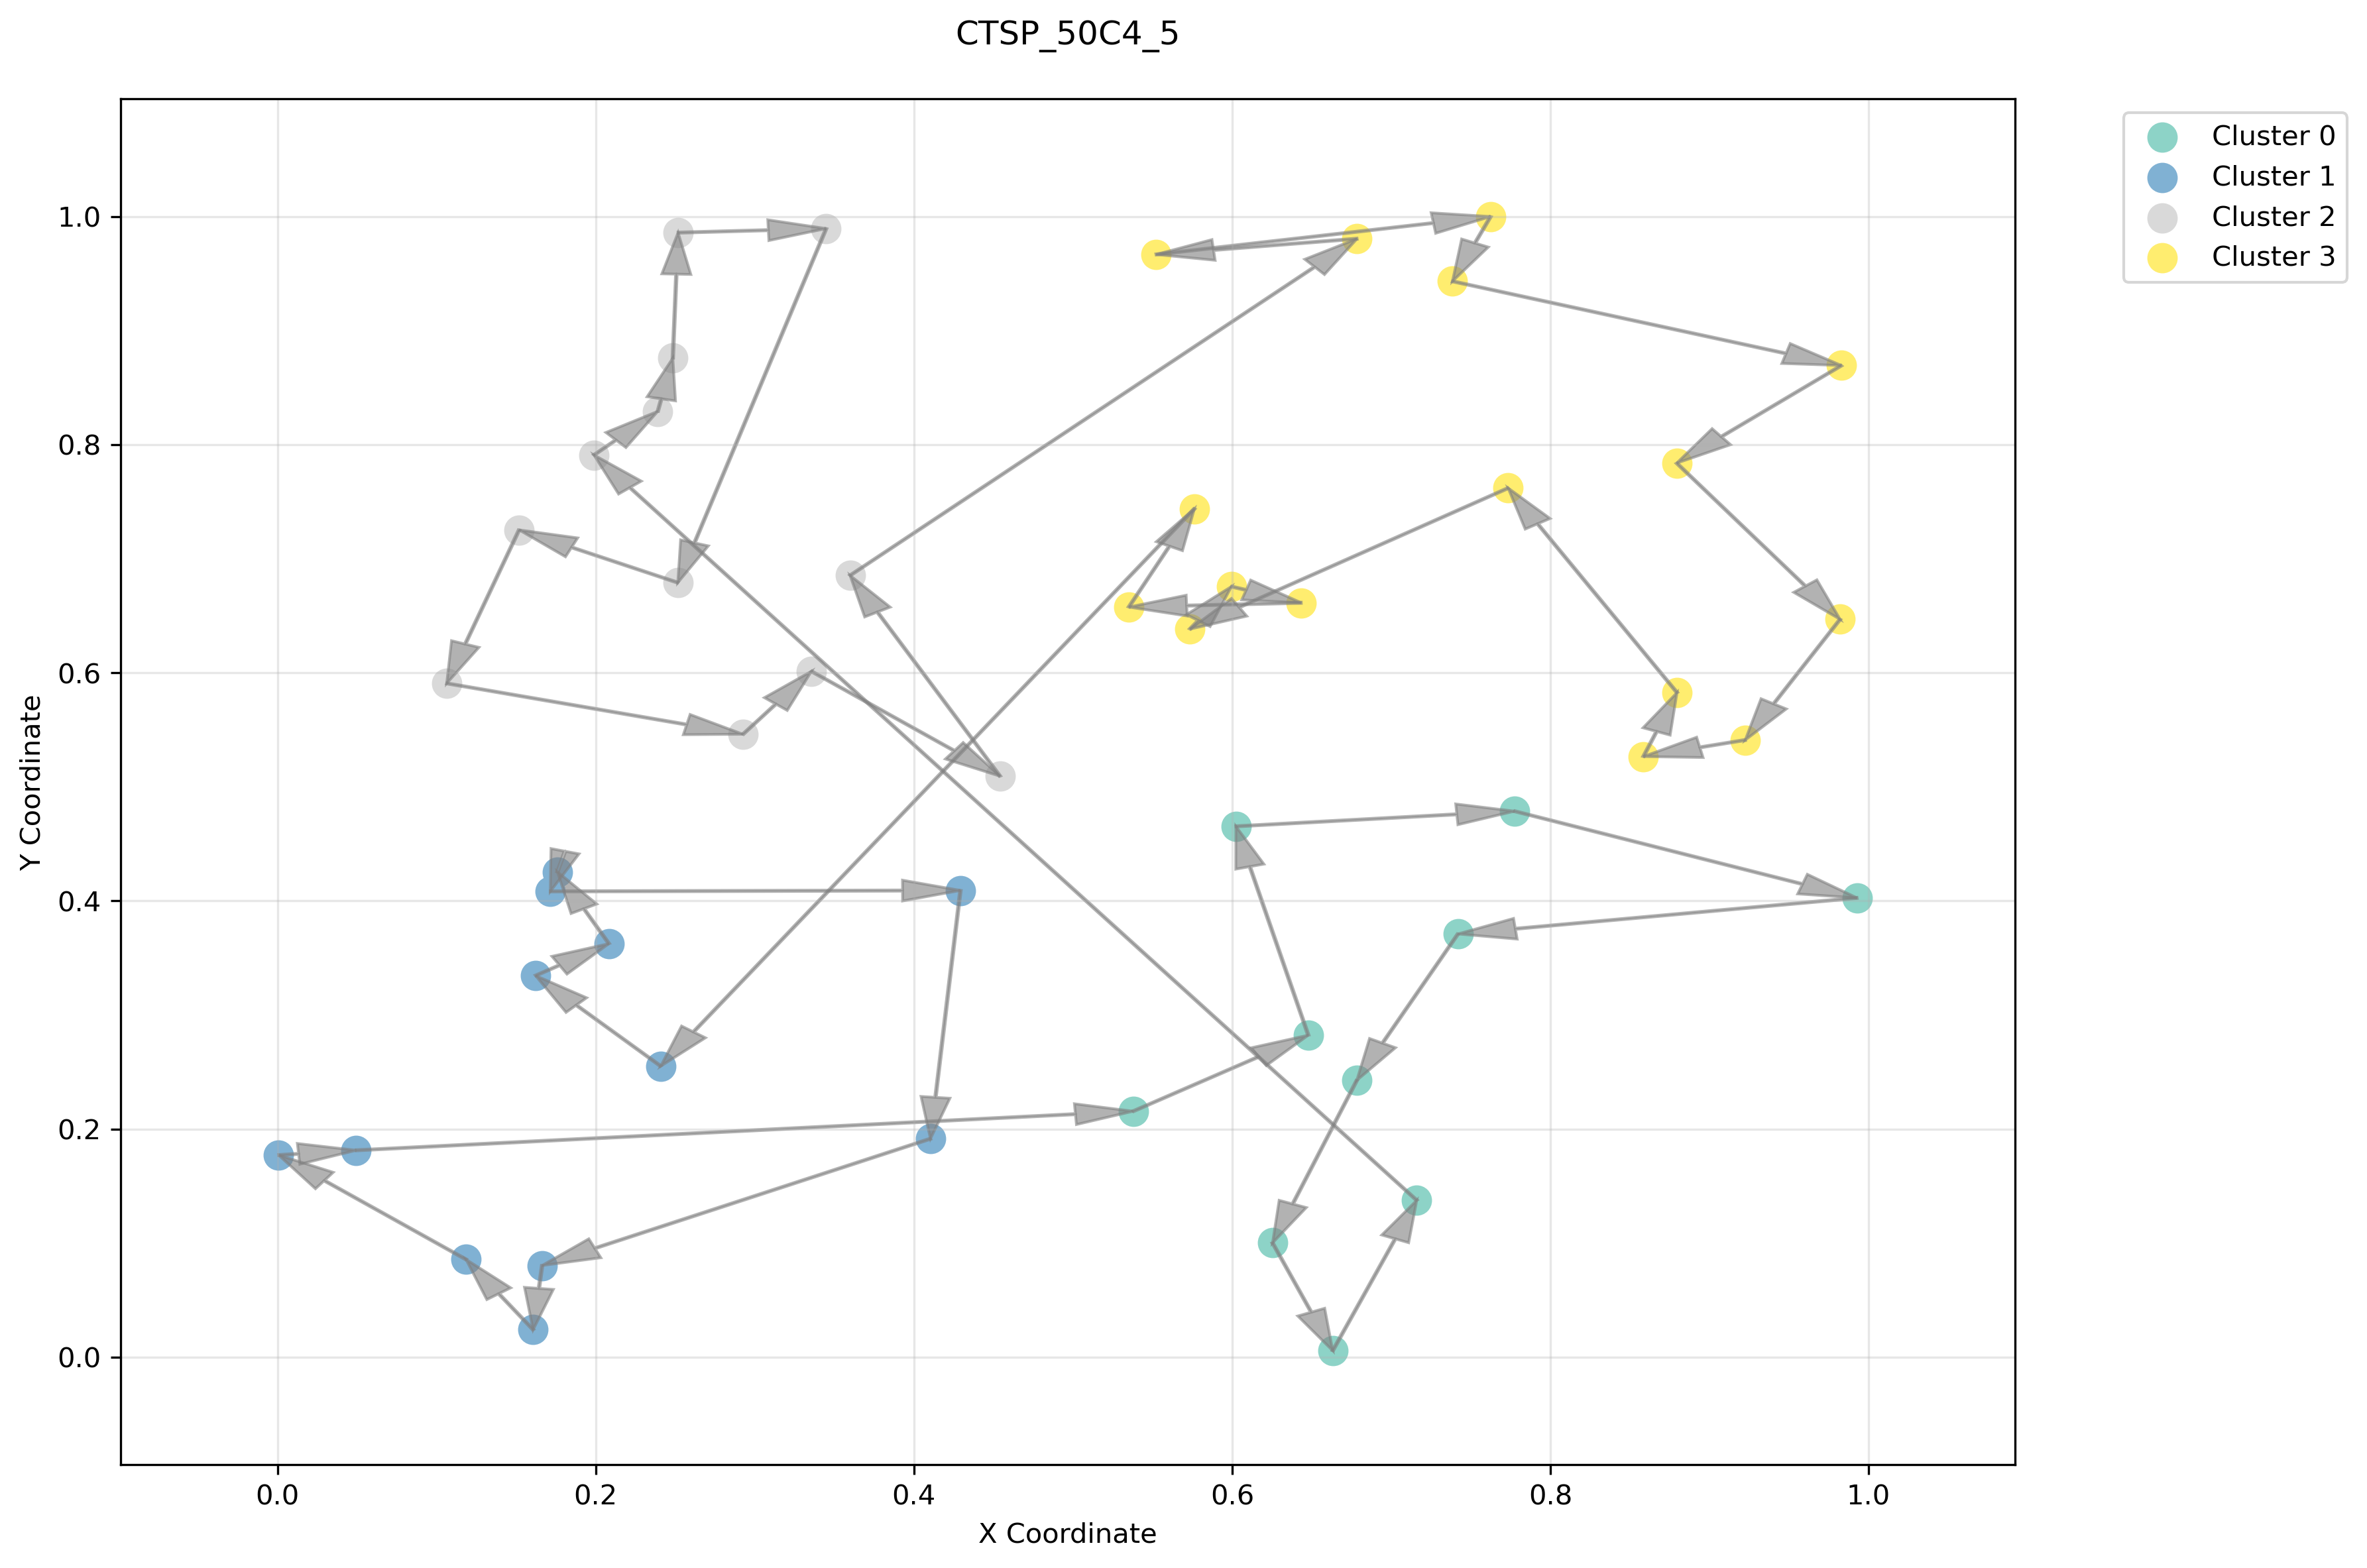 CTSP_50C4_5
Cluster 0
Cluster 1
Cluster 2
Cluster 3
1.0
0.8
0.6
0.4
0.2
0.0
Y Coordinate
0.0 0.2 0.4 0.6 0.8 1.0
X Coordinate